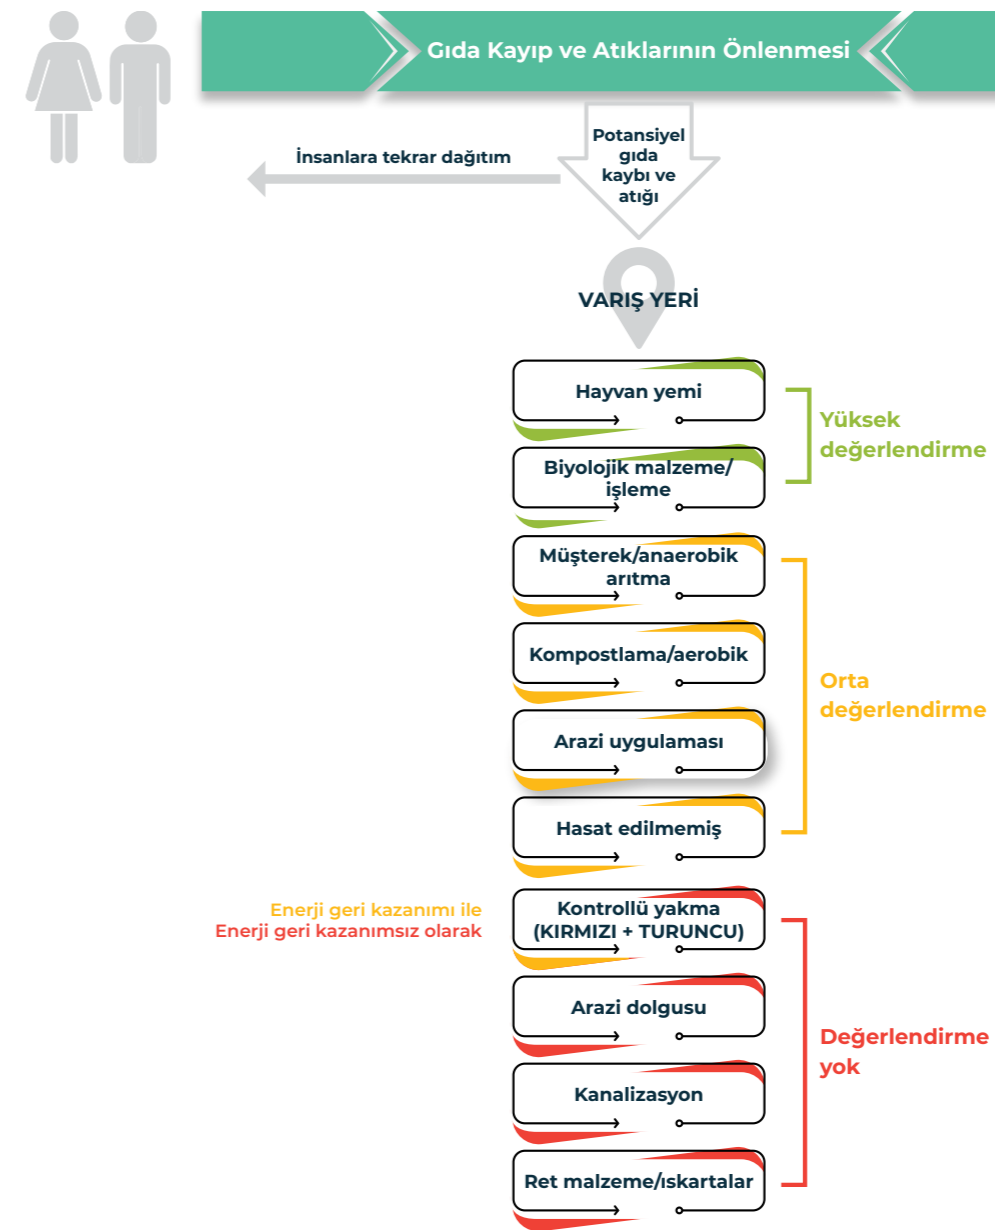 Gıda Kayıp ve Atıklarının Önlenmesi
Potansiyel
gıda
kaybı ve
atığı
İnsanlara tekrar dağıtım
VARIŞ YERİ
Hayvan yemi
Biyolojik malzeme/
işleme
Yüksek
değerlendirme
Müşterek/anaerobik
arıtma
Kompostlama/aerobik
Arazi uygulaması
Hasat edilmemiş
Orta
değerlendirme
Enerji geri kazanımı ile
Enerji geri kazanımsız olarak
Kontrollü yakma
(KIRMIZI + TURUNCU)
Arazi dolgusu
Kanalizasyon
Ret malzeme/ıskartalar
Değerlendirme
yok